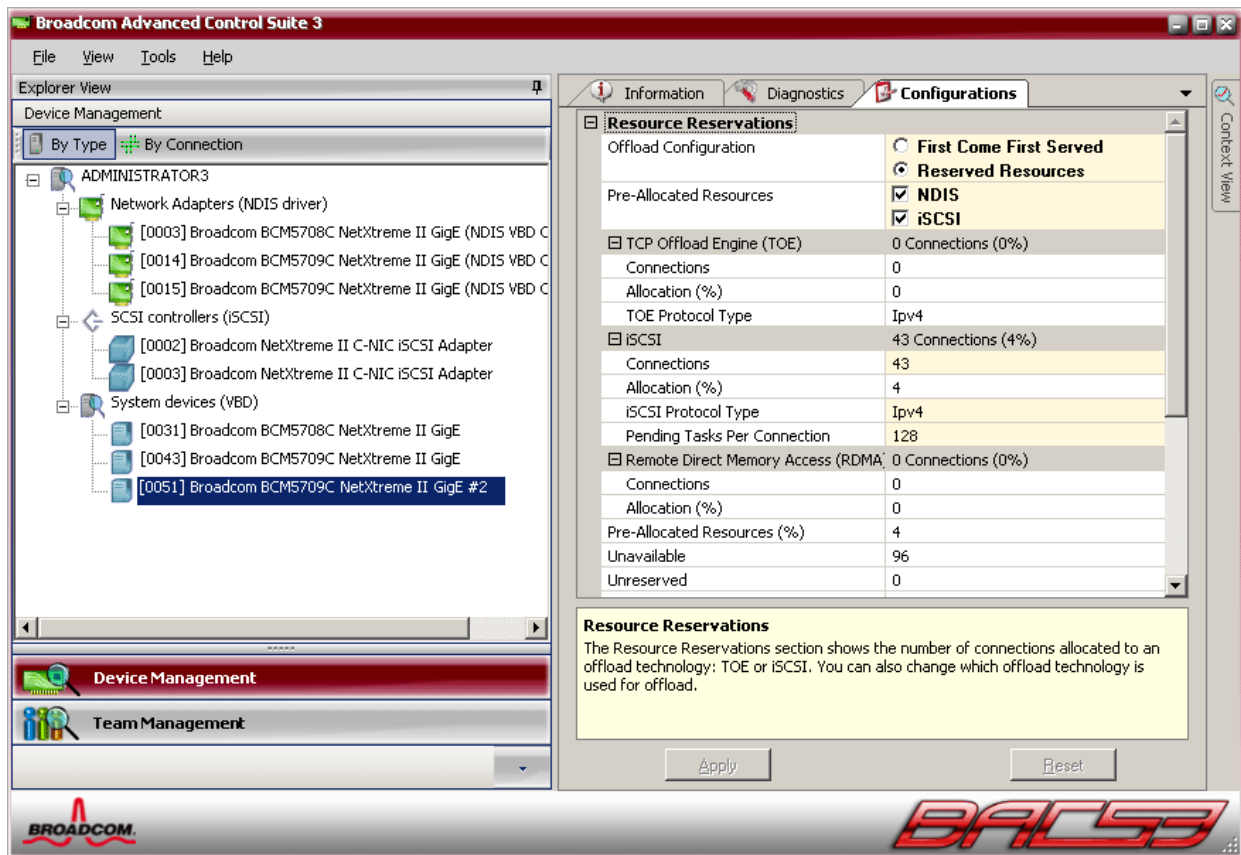 Broadcom Advanced Control Suite 3
File View Tools Help
Explorer View
Device Management
By Type By Connection
ADMINISTRATOR3
Network Adapters (NDIS driver)
[0003] Broadcom BCM5708C NetXtreme II GigE (NDIS VBD C
[0014] Broadcom BCM5709C NetXtreme II GigE (NDIS VBD C
[0015] Broadcom BCM5709C NetXtreme II GigE (NDIS VBD C
SCSI controllers (iSCSI)
[0002] Broadcom NetXtreme II C-NIC iSCSI Adapter
[0003] Broadcom NetXtreme II C-NIC iSCSI Adapter
System devices (VBD)
[0031] Broadcom BCM5708C NetXtreme II GigE
[0043] Broadcom BCM5709C NetXtreme II GigE
[0051] Broadcom BCM5709C NetXtreme II GigE #2
Device Management
Team Management
Information Diagnostics Configurations
Resource Reservations
Offload Configuration First Come First Served
Reserved Resources
Pre-Allocated Resources NDIS
iSCSI
TCP Offload Engine (TOE) 0 Connections (0%)
Connections 0
Allocation (%) 0
TOE Protocol Type Ipv4
iSCSI 43 Connections (4%)
Connections 43
Allocation (%) 4
iSCSI Protocol Type Ipv4
Pending Tasks Per Connection 128
Remote Direct Memory Access (RDMA) 0 Connections (0%)
Connections 0
Allocation (%) 0
Pre-Allocated Resources (%) 4
Unavailable 96
Unreserved 0
Resource Reservations
The Resource Reservations section shows the number of connections allocated to an
offload technology: TOE or iSCSI. You can also change which offload technology is
used for offload.
Apply Reset
Context View
BROADCOM.
BACS3